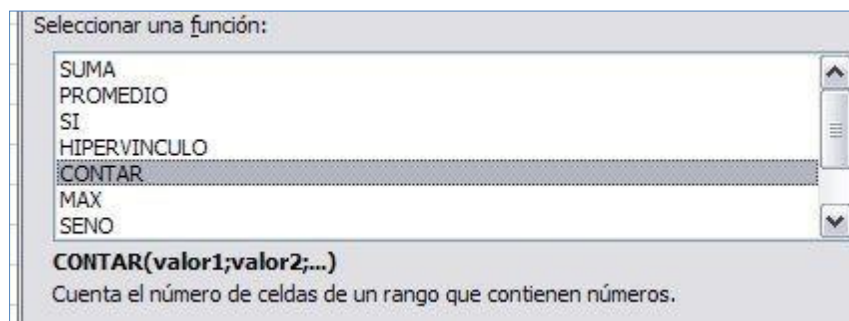 Seleccionar una función:
SUMA
PROMEDIO
SI
HIPERVINCULO
CONTAR
MAX
SENO
CONTAR(valor1;valor2;...)
Cuenta el número de celdas de un rango que contienen números.